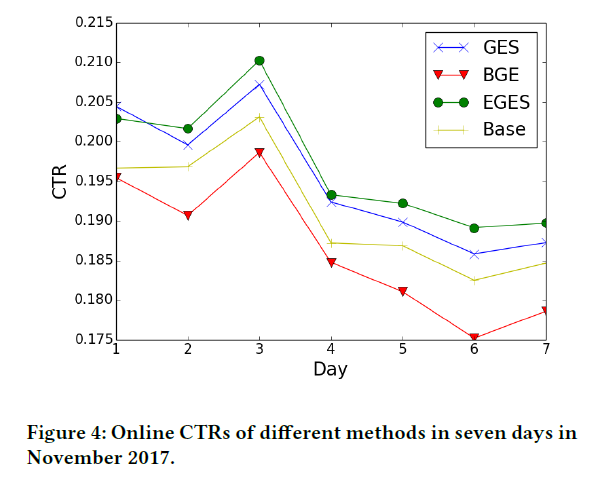 0.215
0.210
0.205
0.200
0.195
0.190
0.185
0.180
0.175
CTR
GES
BGE
EGES
Base
1 2 3 4 5 6 7
Day
Figure 4: Online CTRs of different methods in seven days in
November 2017.